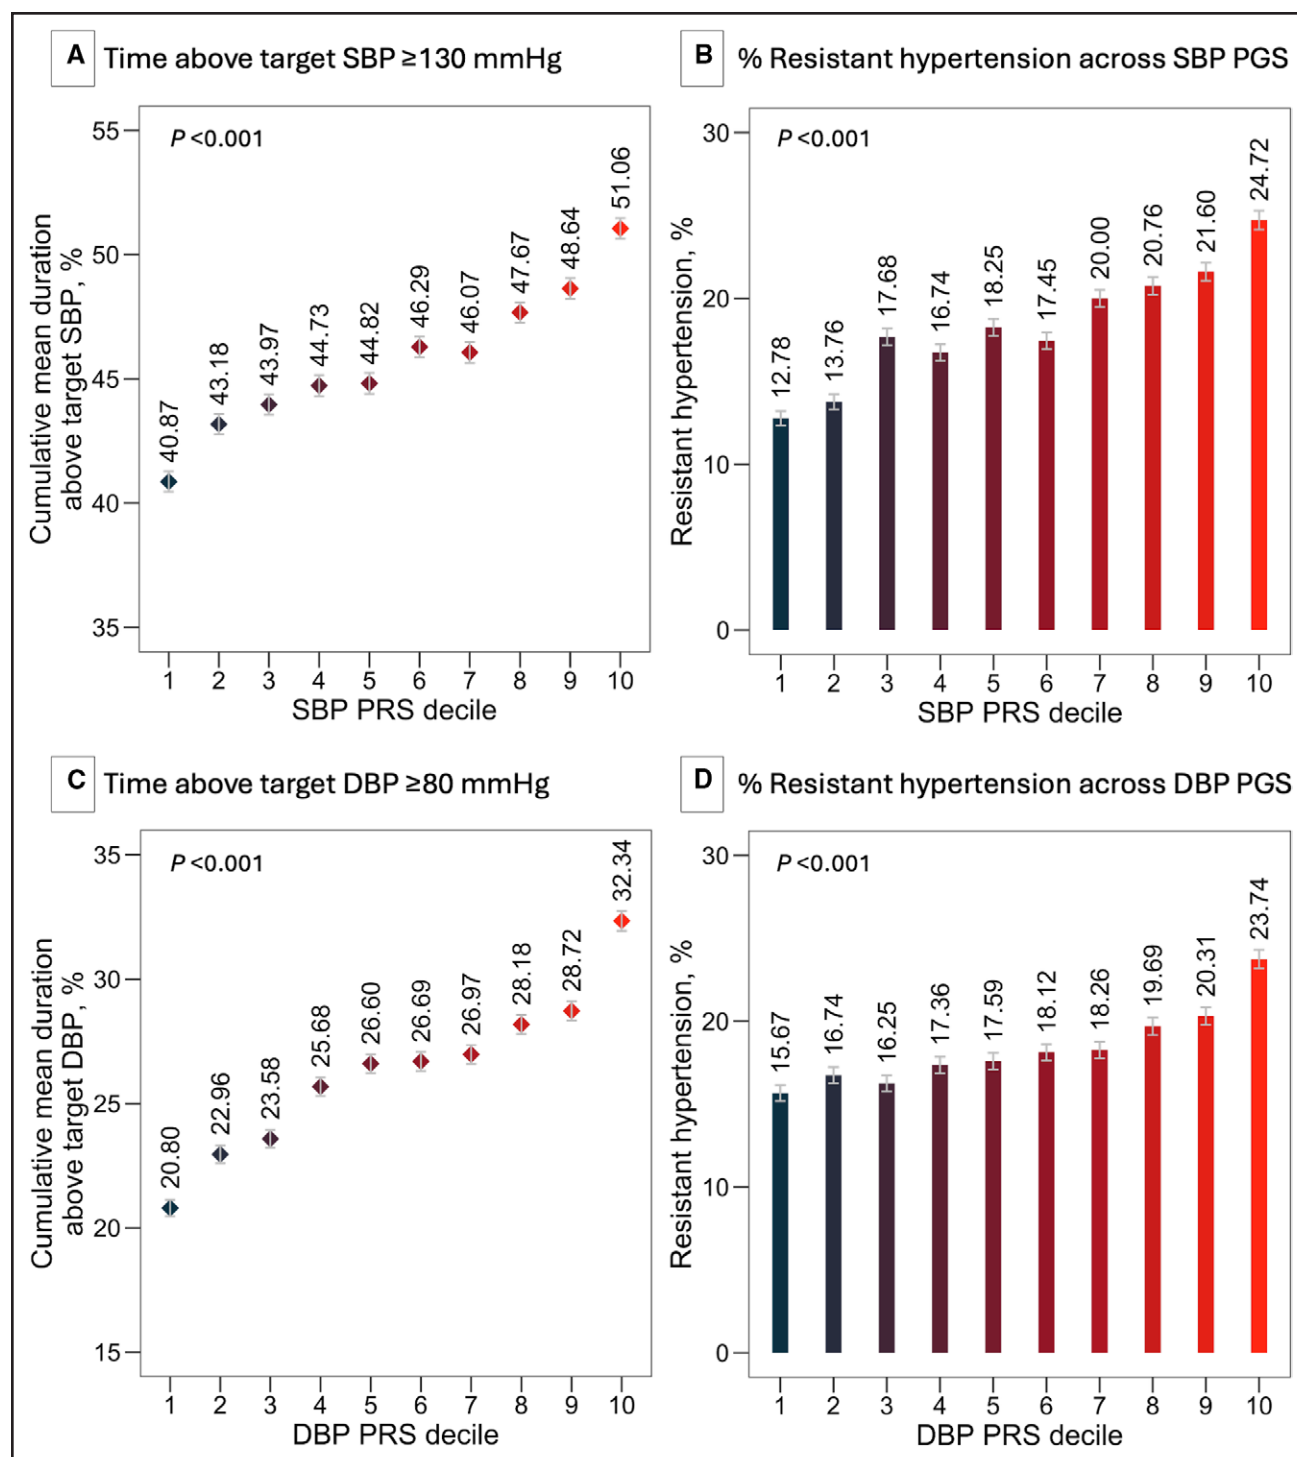 A Time above target SBP ≥130 mmHg
P <0.001
Cumulative mean duration
above target SBP, %
55
50
45
40
35
40.87
43.18
43.97
44.73
44.82
46.29
46.07
47.67
48.64
51.06
1 2 3 4 5 6 7 8 9 10
SBP PRS decile
B % Resistant hypertension across SBP PGS
P <0.001
Resistant hypertension, %
30
20
10
0
12.78
13.76
17.68
16.74
18.25
17.45
20.00
20.76
21.60
24.72
1 2 3 4 5 6 7 8 9 10
SBP PRS decile
C Time above target DBP ≥80 mmHg
P <0.001
Cumulative mean duration
above target DBP, %
35
30
25
20
15
20.80
22.96
23.58
25.68
26.60
26.69
26.97
28.18
28.72
32.34
1 2 3 4 5 6 7 8 9 10
DBP PRS decile
D % Resistant hypertension across DBP PGS
P <0.001
Resistant hypertension, %
30
20
10
0
15.67
16.74
16.25
17.36
17.59
18.12
18.26
19.69
20.31
23.74
1 2 3 4 5 6 7 8 9 10
DBP PRS decile